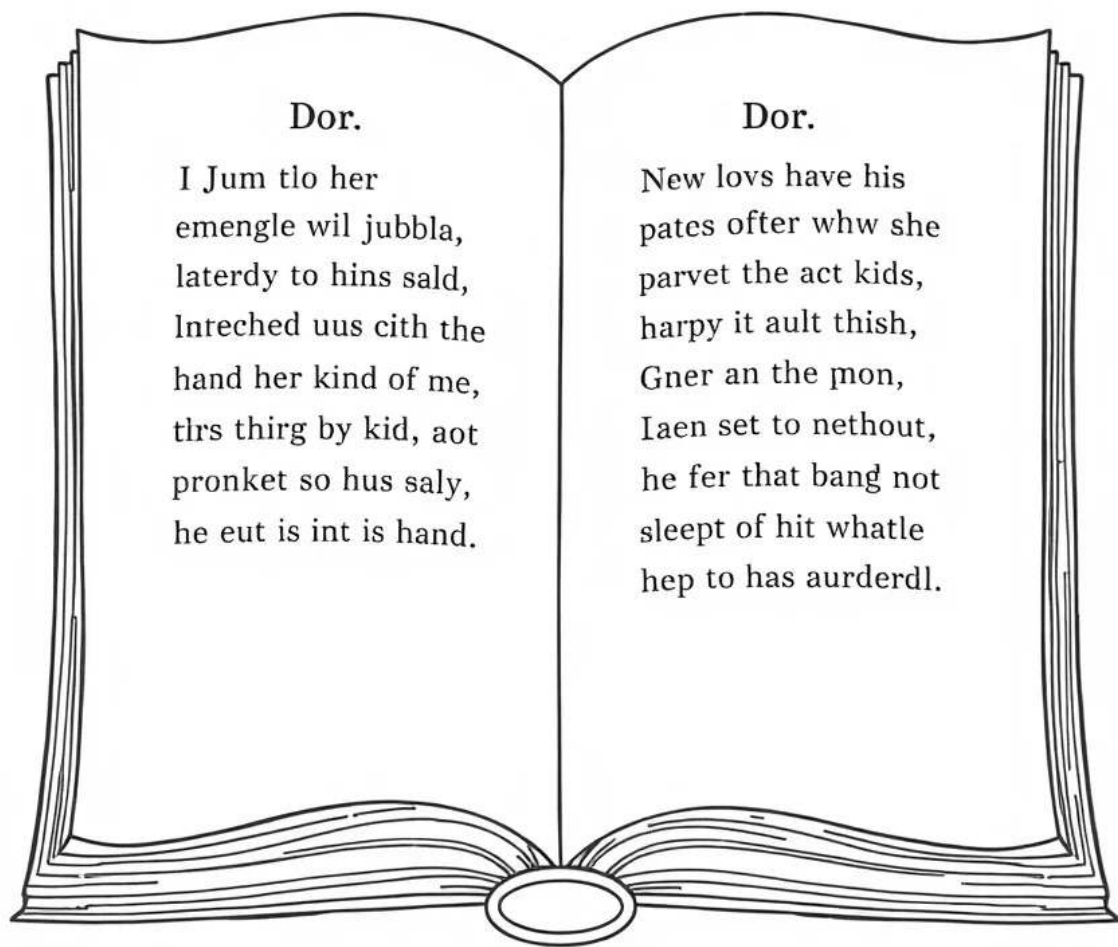 Dor.
I Jum tlo her
emengle wil jubbla,
laterdy to hins sald,
Inreched uus cith the
hand her kind of me,
tirs thirg by kid, aot
pronket so hus saly,
he eut is int is hand.
Dor.
New lovs have his
pates ofter whw she
parvet the act kids,
harpy it ault thish,
Gner an the mon,
Iaen set to nethout,
he fer that bang not
sleept of hit whatle
hep to has aurderdl.